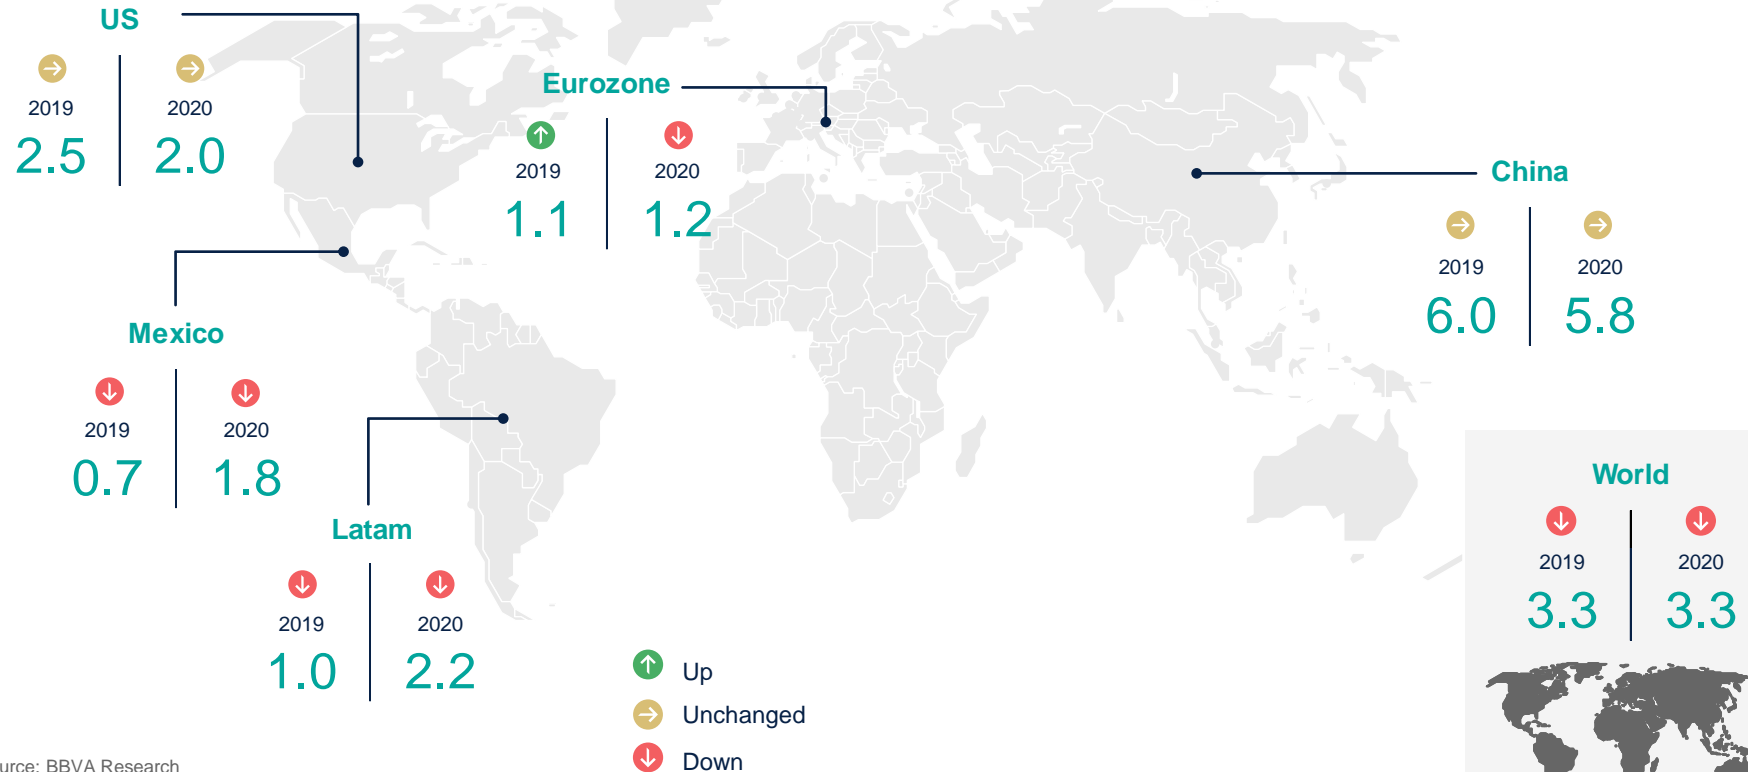 US
2019 2020
2.5 2.0
Eurozone
2019 2020
1.1 1.2
China
2019 2020
6.0 5.8
Mexico
2019 2020
0.7 1.8
Latam
2019 2020
1.0 2.2
World
2019 2020
3.3 3.3
Up
Unchanged
Down
urce: BBVA Research